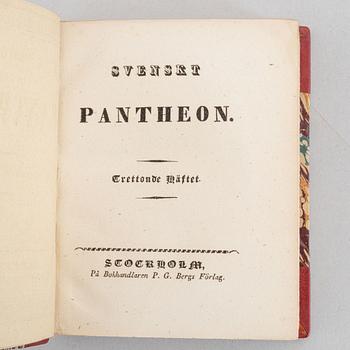 SVENSKT
PANTHEON.
Trettonde Häftet
STOCKHOLM,
På Bokhandlaren P. G. Bergs Förlag.